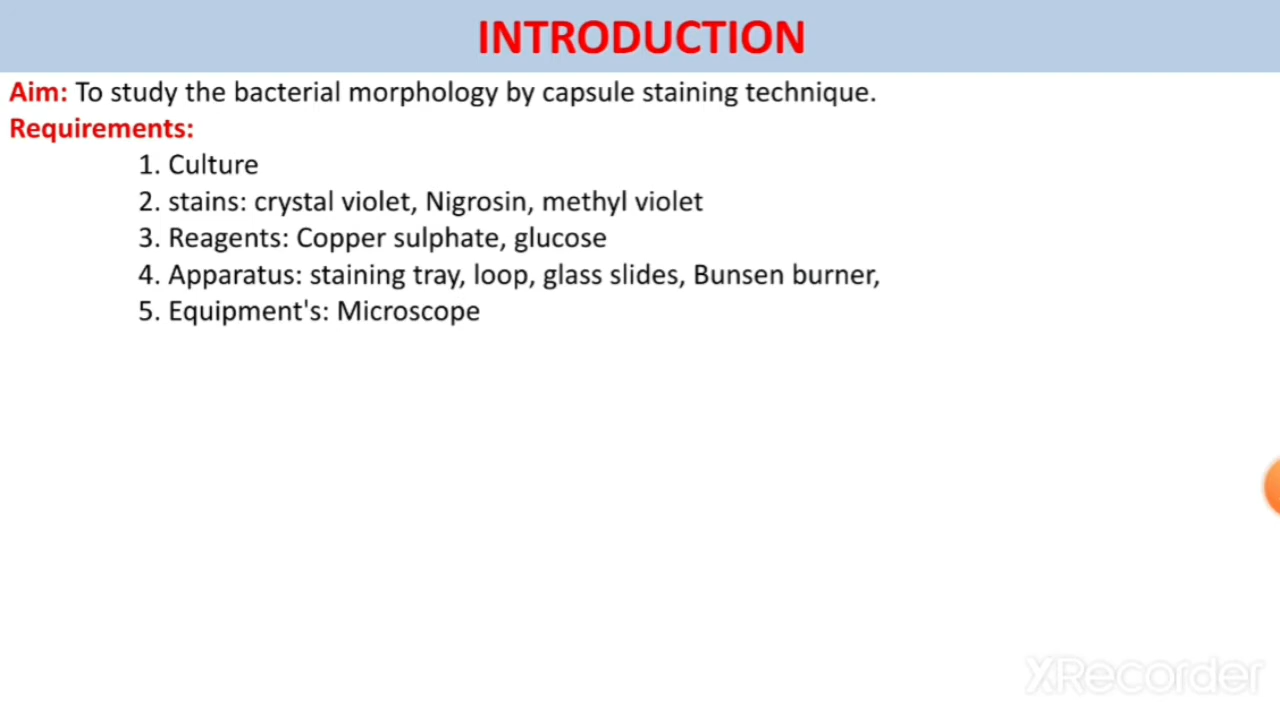 INTRODUCTION
Aim: To study the bacterial morphology by capsule staining technique.
Requirements:
1. Culture
2. stains: crystal violet, Nigrosin, methyl violet
3. Reagents: Copper sulphate, glucose
4. Apparatus: staining tray, loop, glass slides, Bunsen burner,
5. Equipment's: Microscope
XRecorder